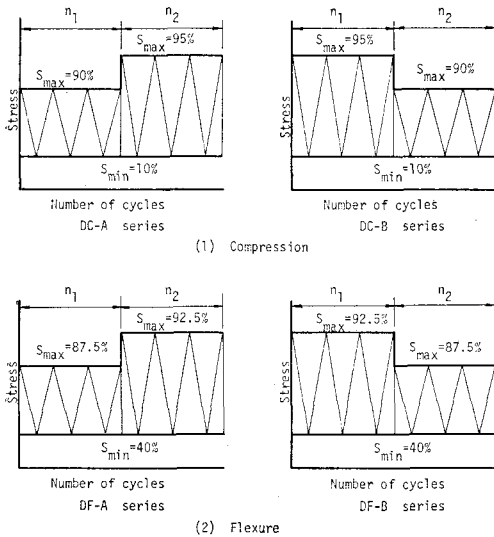 n1 n2
Smax=95%
Smax=90%
Stress
Smin=10%
Number of cycles
DC-A series
n1 n2
Smax=95%
Smax=90%
Stress
Smin=10%
Number of cycles
DC-B series
(1) Compression
n1 n2
Smax=92.5%
Smax=87.5%
Stress
Smin=40%
Number of cycles
DF-A series
n1 n2
Smax=92.5%
Smax=87.5%
Stress
Smin=40%
Number of cycles
DF-B series
(2) Flexure